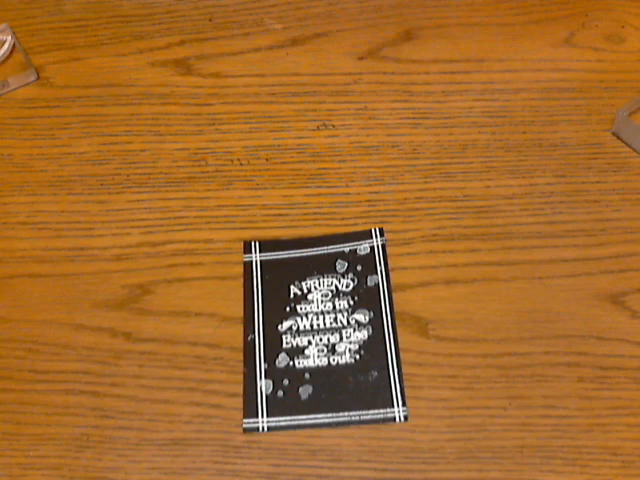 A FRIEND
walks in
WHEN
Everyone Else
walks out.